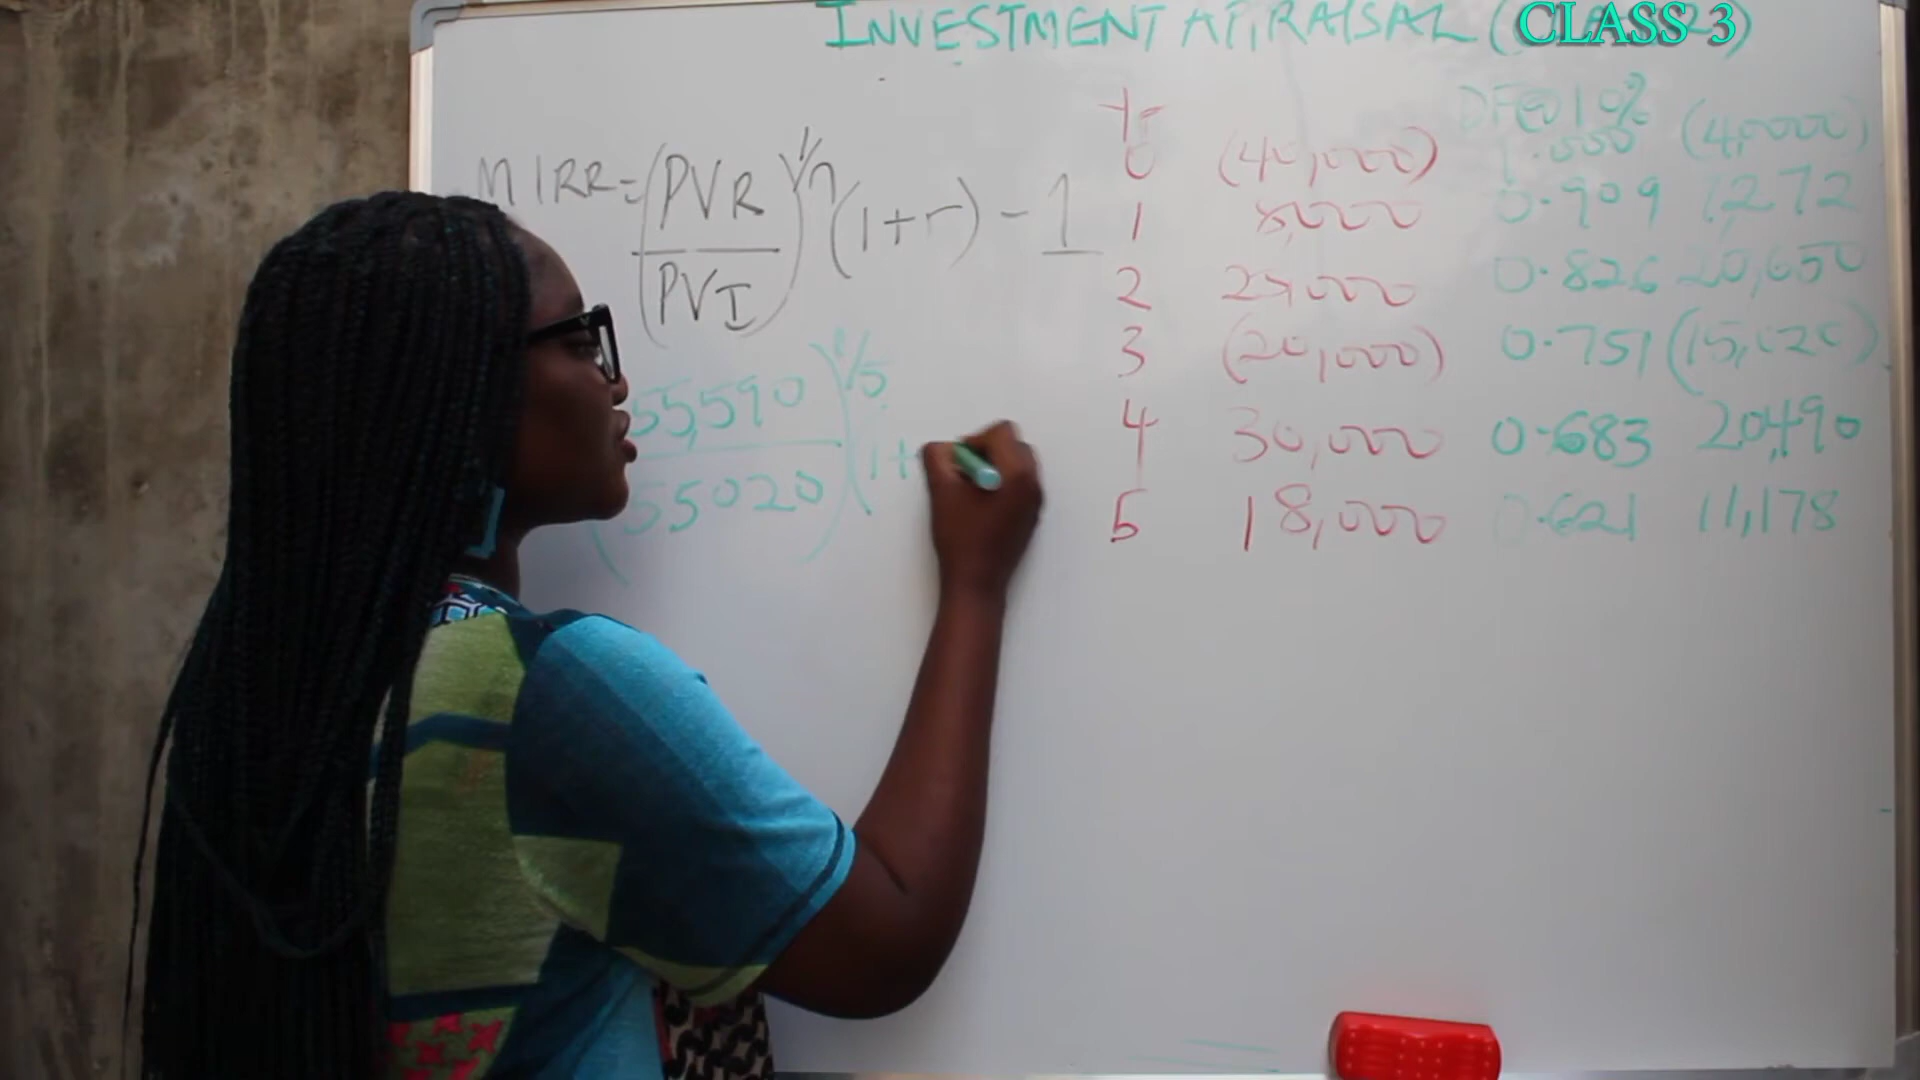 INVESTMENT APPRAISAL (CLASS 3)
MIRR = (PVR / PVI)^1/n (1+r) - 1
(55,590 / 55020)^1/5 (1+
Yr DF@10%
0 (40,000) 1.000 (40,000)
1 8,000 0.909 7,272
2 25,000 0.826 20,650
3 (20,000) 0.751 (15,020)
4 30,000 0.683 20,490
5 18,000 0.621 11,178